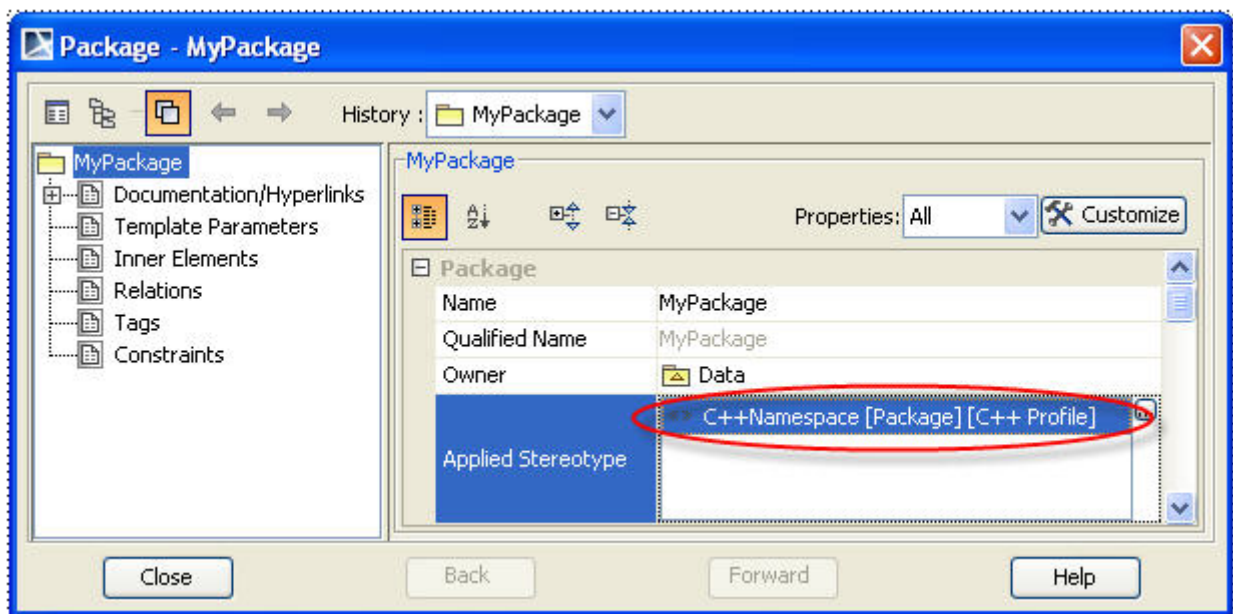 Package - MyPackage
History : MyPackage
MyPackage
Documentation/Hyperlinks
Template Parameters
Inner Elements
Relations
Tags
Constraints
MyPackage
Properties: All Customize
Package
Name MyPackage
Qualified Name MyPackage
Owner Data
Applied Stereotype C++Namespace [Package] [C++ Profile]
Close Back Forward Help